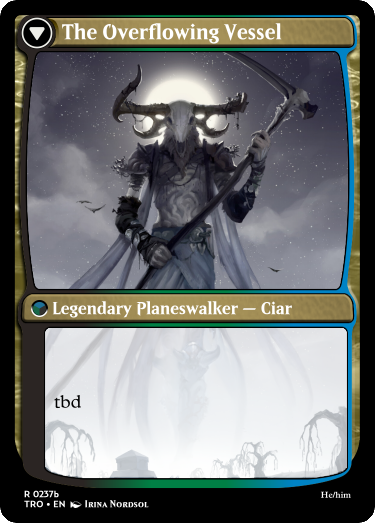 The Overflowing Vessel
Legendary Planeswalker — Ciar
tbd
R 0237b
TRO • EN Irina Nordsol
He/him